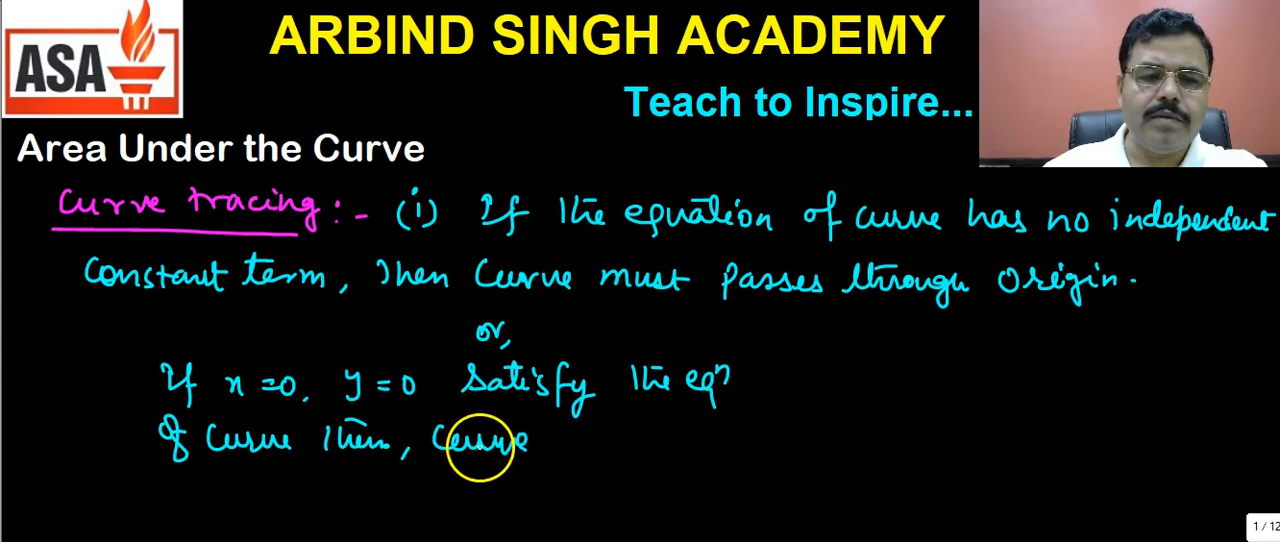 ASA
ARBIND SINGH ACADEMY
Teach to Inspire...
Area Under the Curve
Curve tracing :- (i) If the equation of curve has no independent
Constant term, then Curve must passes through Origin.
or,
If x=0, y=0 satisfy the eqn
of curve then, Curve
1 / 12